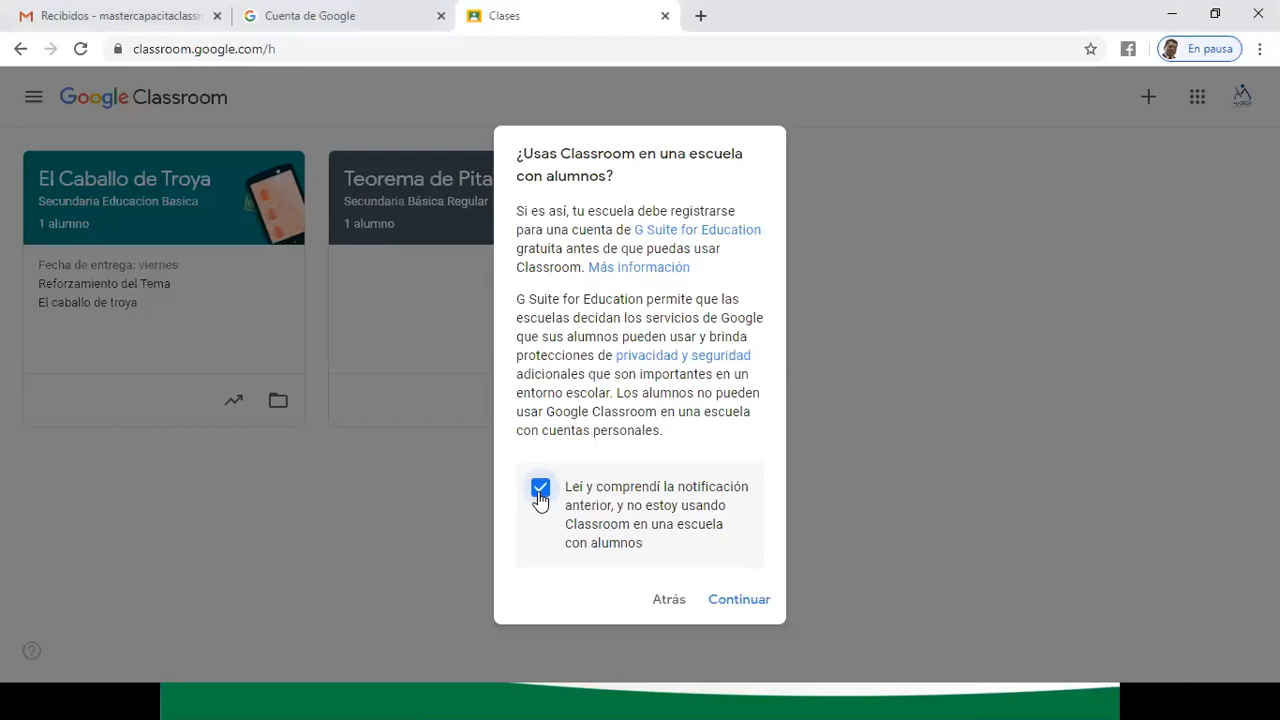 Recibidos - mastercapacitaclassn
Cuenta de Google
Clases
classroom.google.com/h
En pausa
Google Classroom
El Caballo de Troya
Secundaria Educacion Basica
1 alumno
Fecha de entrega: viernes
Reforzamiento del Tema
El caballo de troya
Teorema de Pita
Secundaria Básica Regular
1 alumno
¿Usas Classroom en una escuela
con alumnos?
Si es así, tu escuela debe registrarse
para una cuenta de G Suite for Education
gratuita antes de que puedas usar
Classroom. Más información
G Suite for Education permite que las
escuelas decidan los servicios de Google
que sus alumnos pueden usar y brinda
protecciones de privacidad y seguridad
adicionales que son importantes en un
entorno escolar. Los alumnos no pueden
usar Google Classroom en una escuela
con cuentas personales.
Leí y comprendí la notificación
anterior, y no estoy usando
Classroom en una escuela
con alumnos
Atrás
Continuar